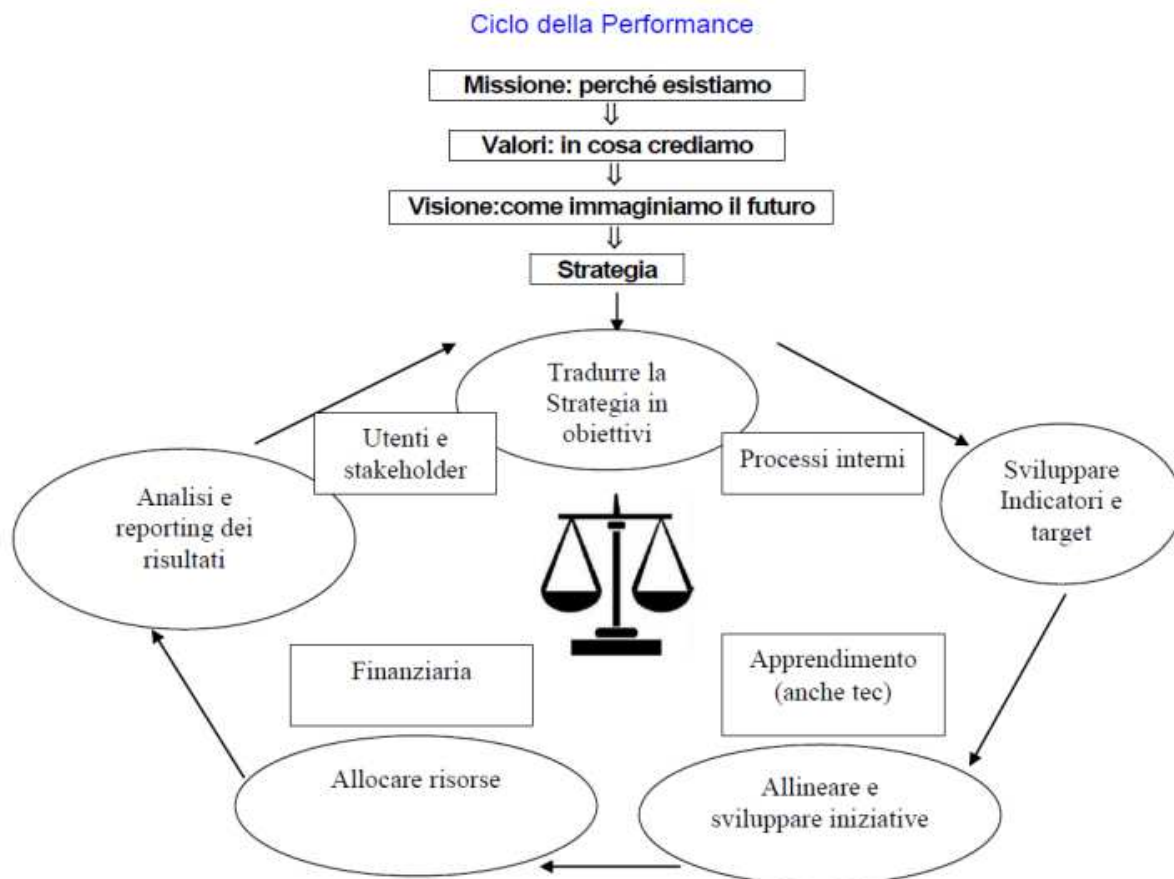 Ciclo della Performance
Missione: perché esistiamo
⇓
Valori: in cosa crediamo
⇓
Visione:come immaginiamo il futuro
⇓
Strategia
Tradurre la
Strategia in
obiettivi
Utenti e
stakeholder
Processi interni
Sviluppare
Indicatori e
target
Analisi e
reporting dei
risultati
Finanziaria
Apprendimento
(anche tec)
Allocare risorse
Allineare e
sviluppare iniziative